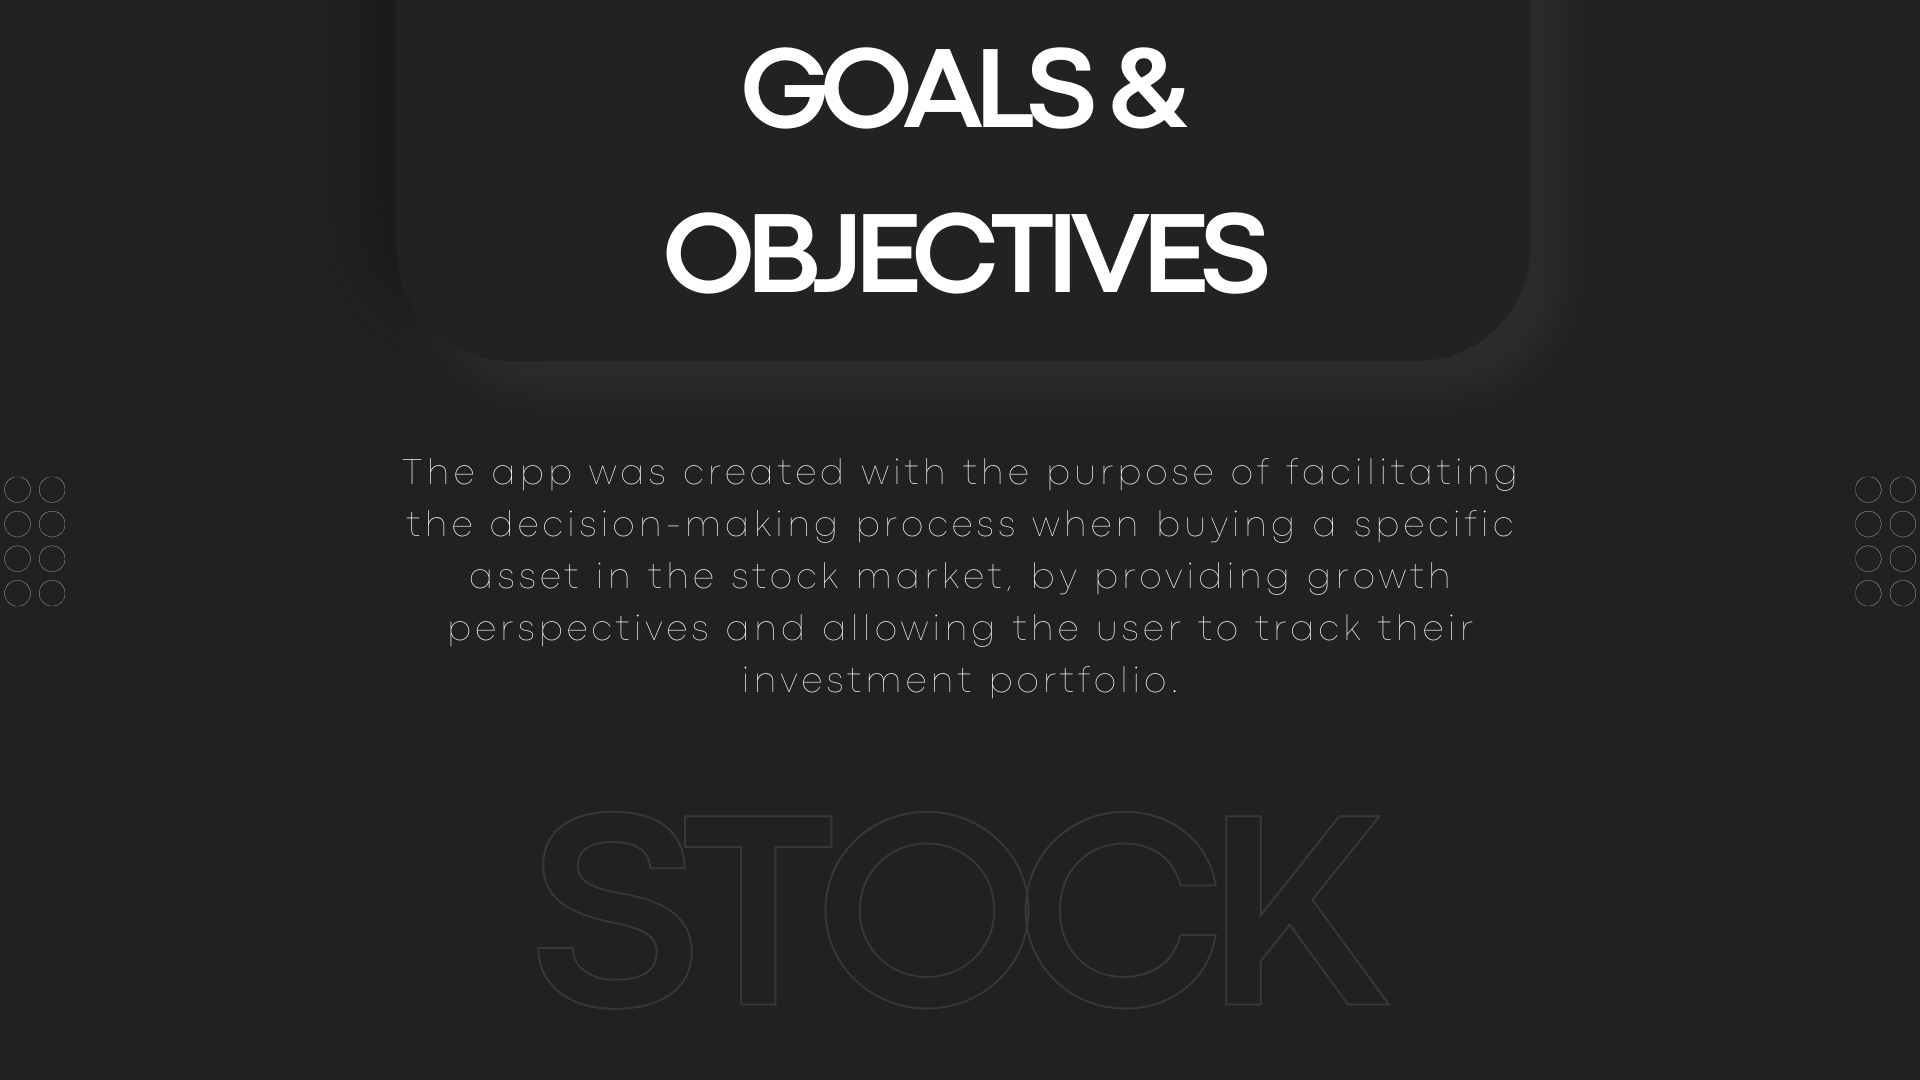 GOALS &
OBJECTIVES
The app was created with the purpose of facilitating
the decision-making process when buying a specific
asset in the stock market, by providing growth
perspectives and allowing the user to track their
investment portfolio.
STOCK